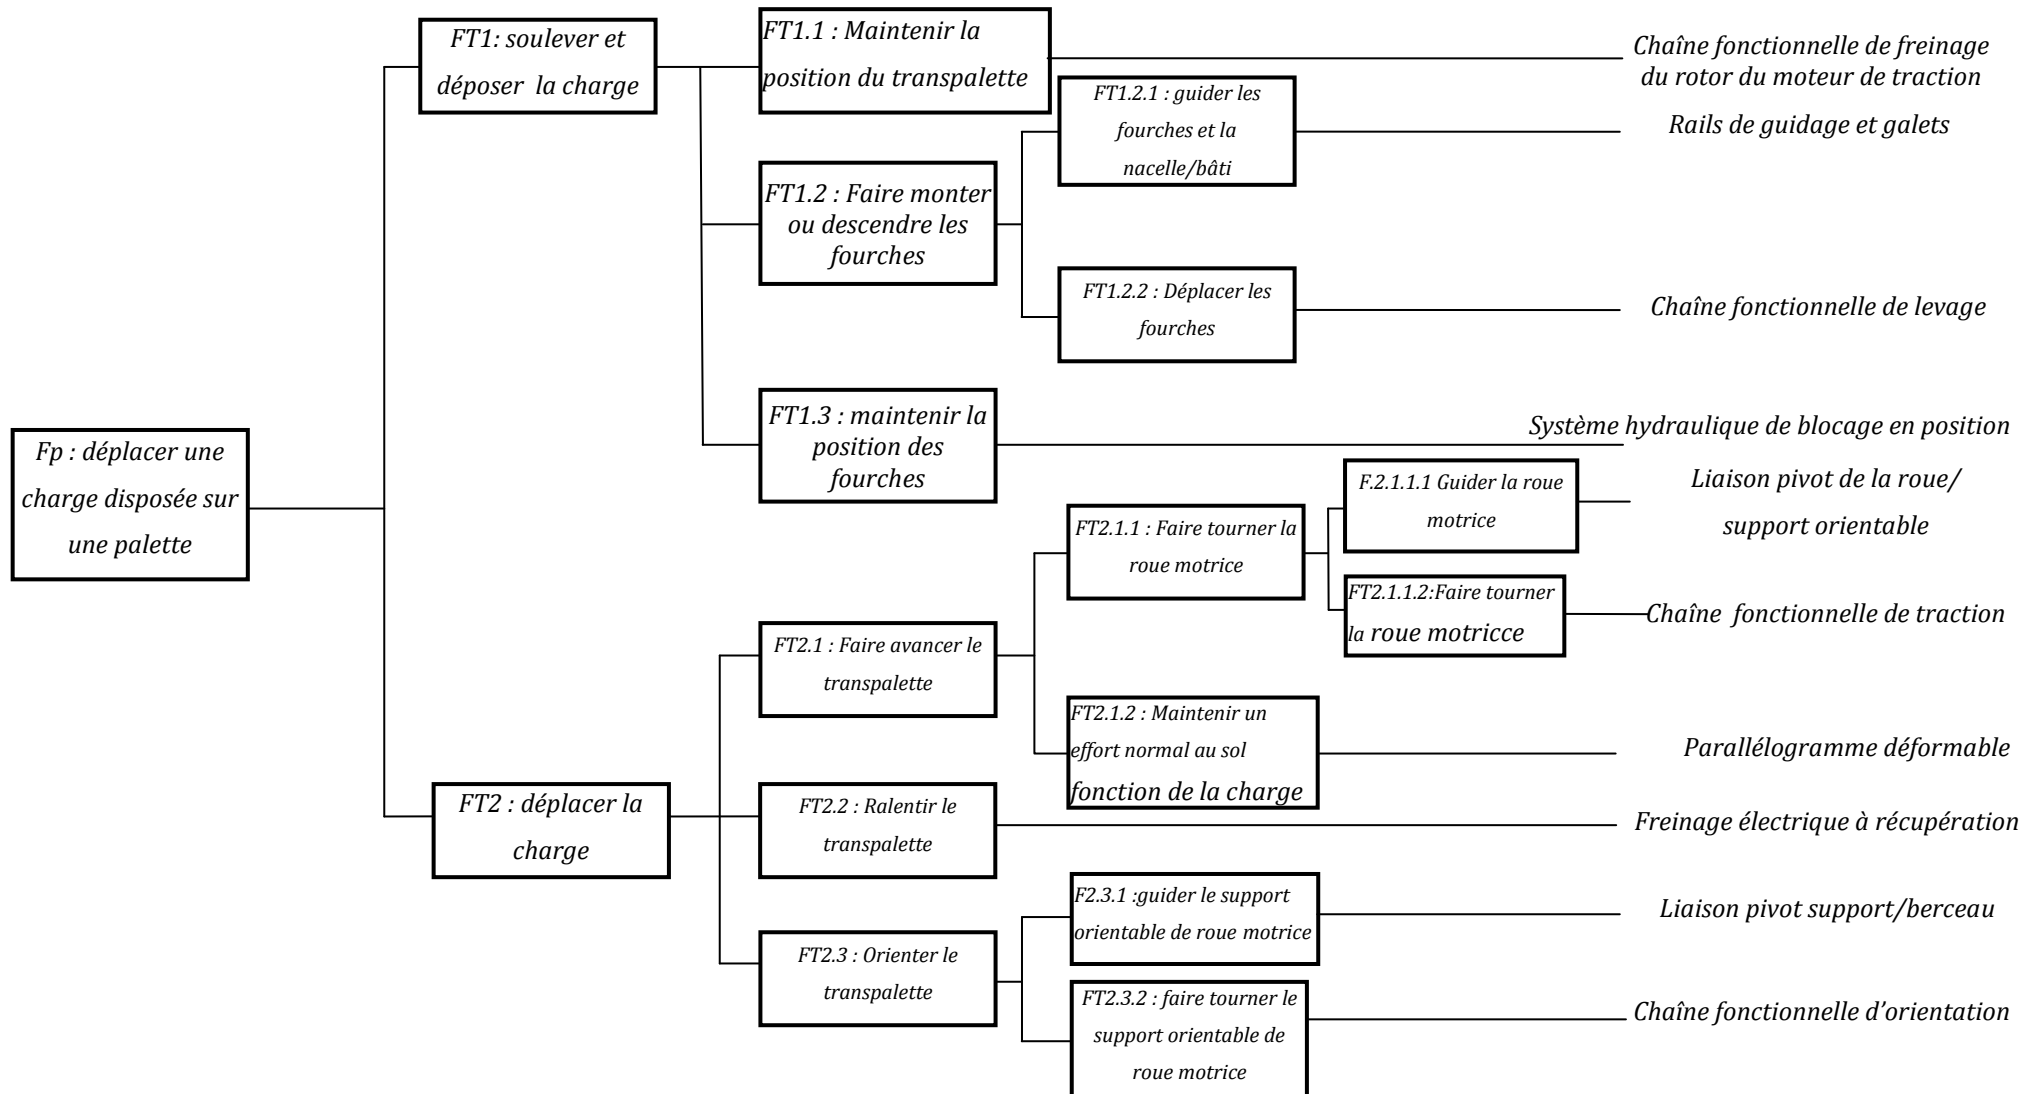 FT1: soulever et
déposer la charge
FT1.1 : Maintenir la
position du transpalette
Chaîne fonctionnelle de freinage
du rotor du moteur de traction
FT1.2.1 : guider les
fourches et la
nacelle/bâti
Rails de guidage et galets
FT1.2 : Faire monter
ou descendre les
fourches
FT1.2.2 : Déplacer les
fourches
Chaîne fonctionnelle de levage
FT1.3 : maintenir la
position des
fourches
Système hydraulique de blocage en position
Fp : déplacer une
charge disposée sur
une palette
F.2.1.1.1 Guider la roue
motrice
Liaison pivot de la roue/
support orientable
FT2.1.1 : Faire tourner la
roue motrice
FT2.1.1.2:Faire tourner
la roue motricce
Chaîne fonctionnelle de traction
FT2.1 : Faire avancer le
transpalette
FT2.1.2 : Maintenir un
effort normal au sol
fonction de la charge
Parallélogramme déformable
FT2 : déplacer la
charge
FT2.2 : Ralentir le
transpalette
Freinage électrique à récupération
F2.3.1 :guider le support
orientable de roue motrice
Liaison pivot support/berceau
FT2.3 : Orienter le
transpalette
FT2.3.2 : faire tourner le
support orientable de
roue motrice
Chaîne fonctionnelle d'orientation